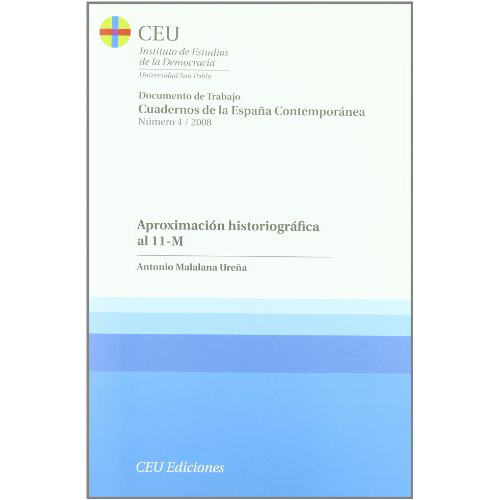 CEU
Instituto de Estudios
de la Democracia
Universidad San Pablo
Documento de Trabajo
Cuadernos de la España Contemporánea
Número 4 / 2008
Aproximación historiográfica
al 11-M
Antonio Malalana Ureña
CEU Ediciones